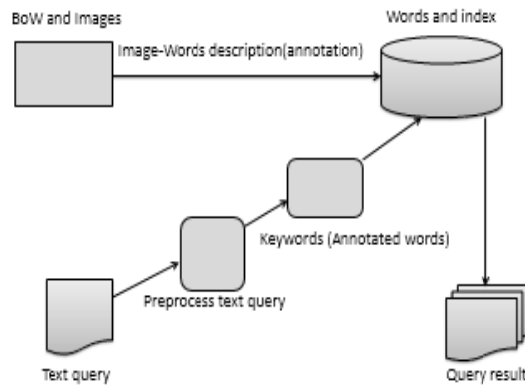 BoW and Images
Words and index
Image-Words description(annotation)
Keywords (Annotated words)
Preprocess text query
Text query
Query result